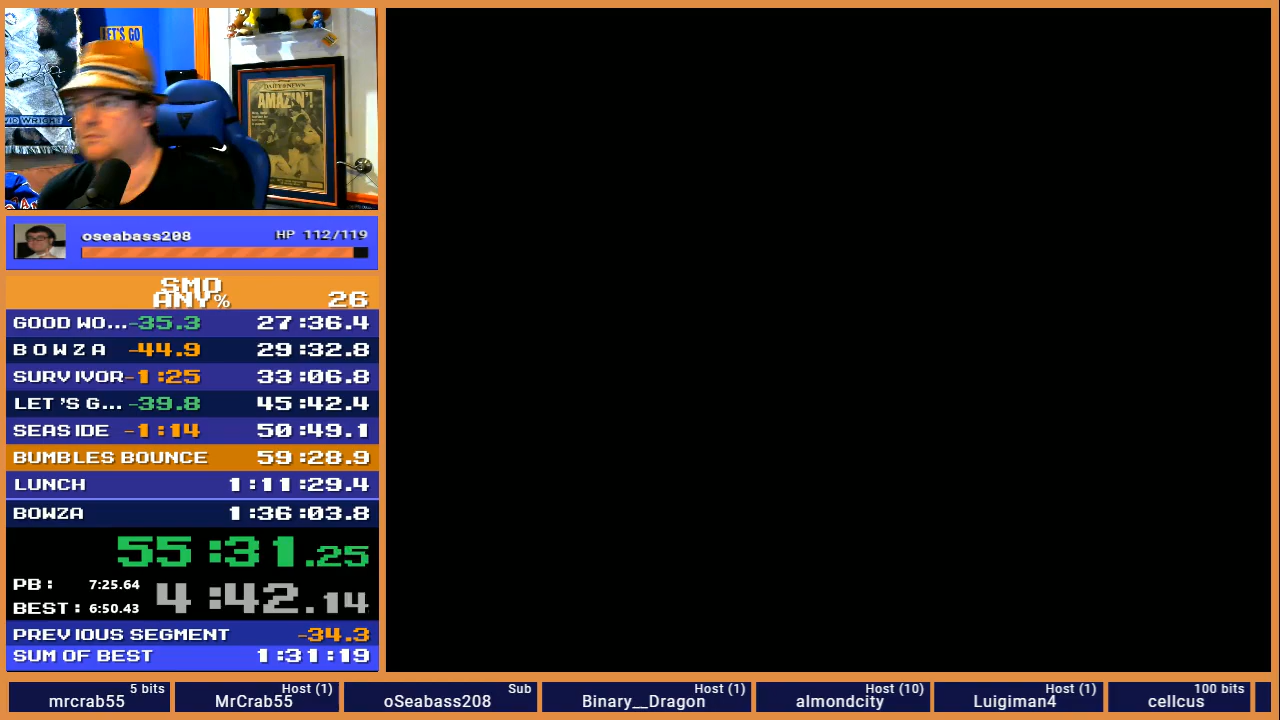 LET'S GO
DAILY NEWS
AMAZIN'!
oseabass208 HP 112/119
SMO
ANY% 26
GOOD WO... -35.3 27:36.4
BOWZA -44.9 29:32.8
SURVIVOR -1:25 33:06.8
LET'S G... -39.8 45:42.4
SEASIDE -1:14 50:49.1
BUMBLES BOUNCE 59:28.9
LUNCH 1:11:29.4
BOWZA 1:36:03.8
55:31.25
PB: 7:25.64
BEST: 6:50.43
4:42.14
PREVIOUS SEGMENT -34.3
SUM OF BEST 1:31:19
5 bits
mrcrab55
Host (1)
MrCrab55
Sub
oSeabass208
Host (1)
Binary__Dragon
Host (10)
almondcity
Host (1)
Luigiman4
100 bits
cellcus